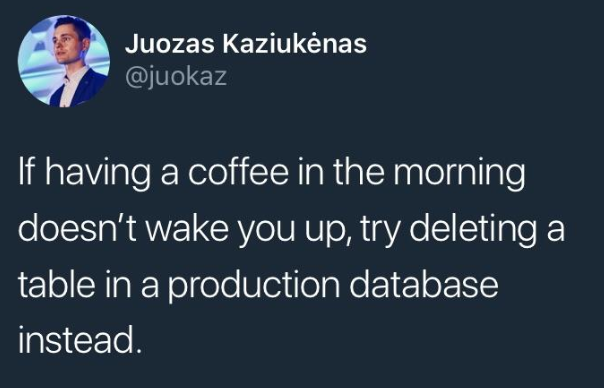 Juozas Kaziukėnas
@juokaz
If having a coffee in the morning
doesn't wake you up, try deleting a
table in a production database
instead.